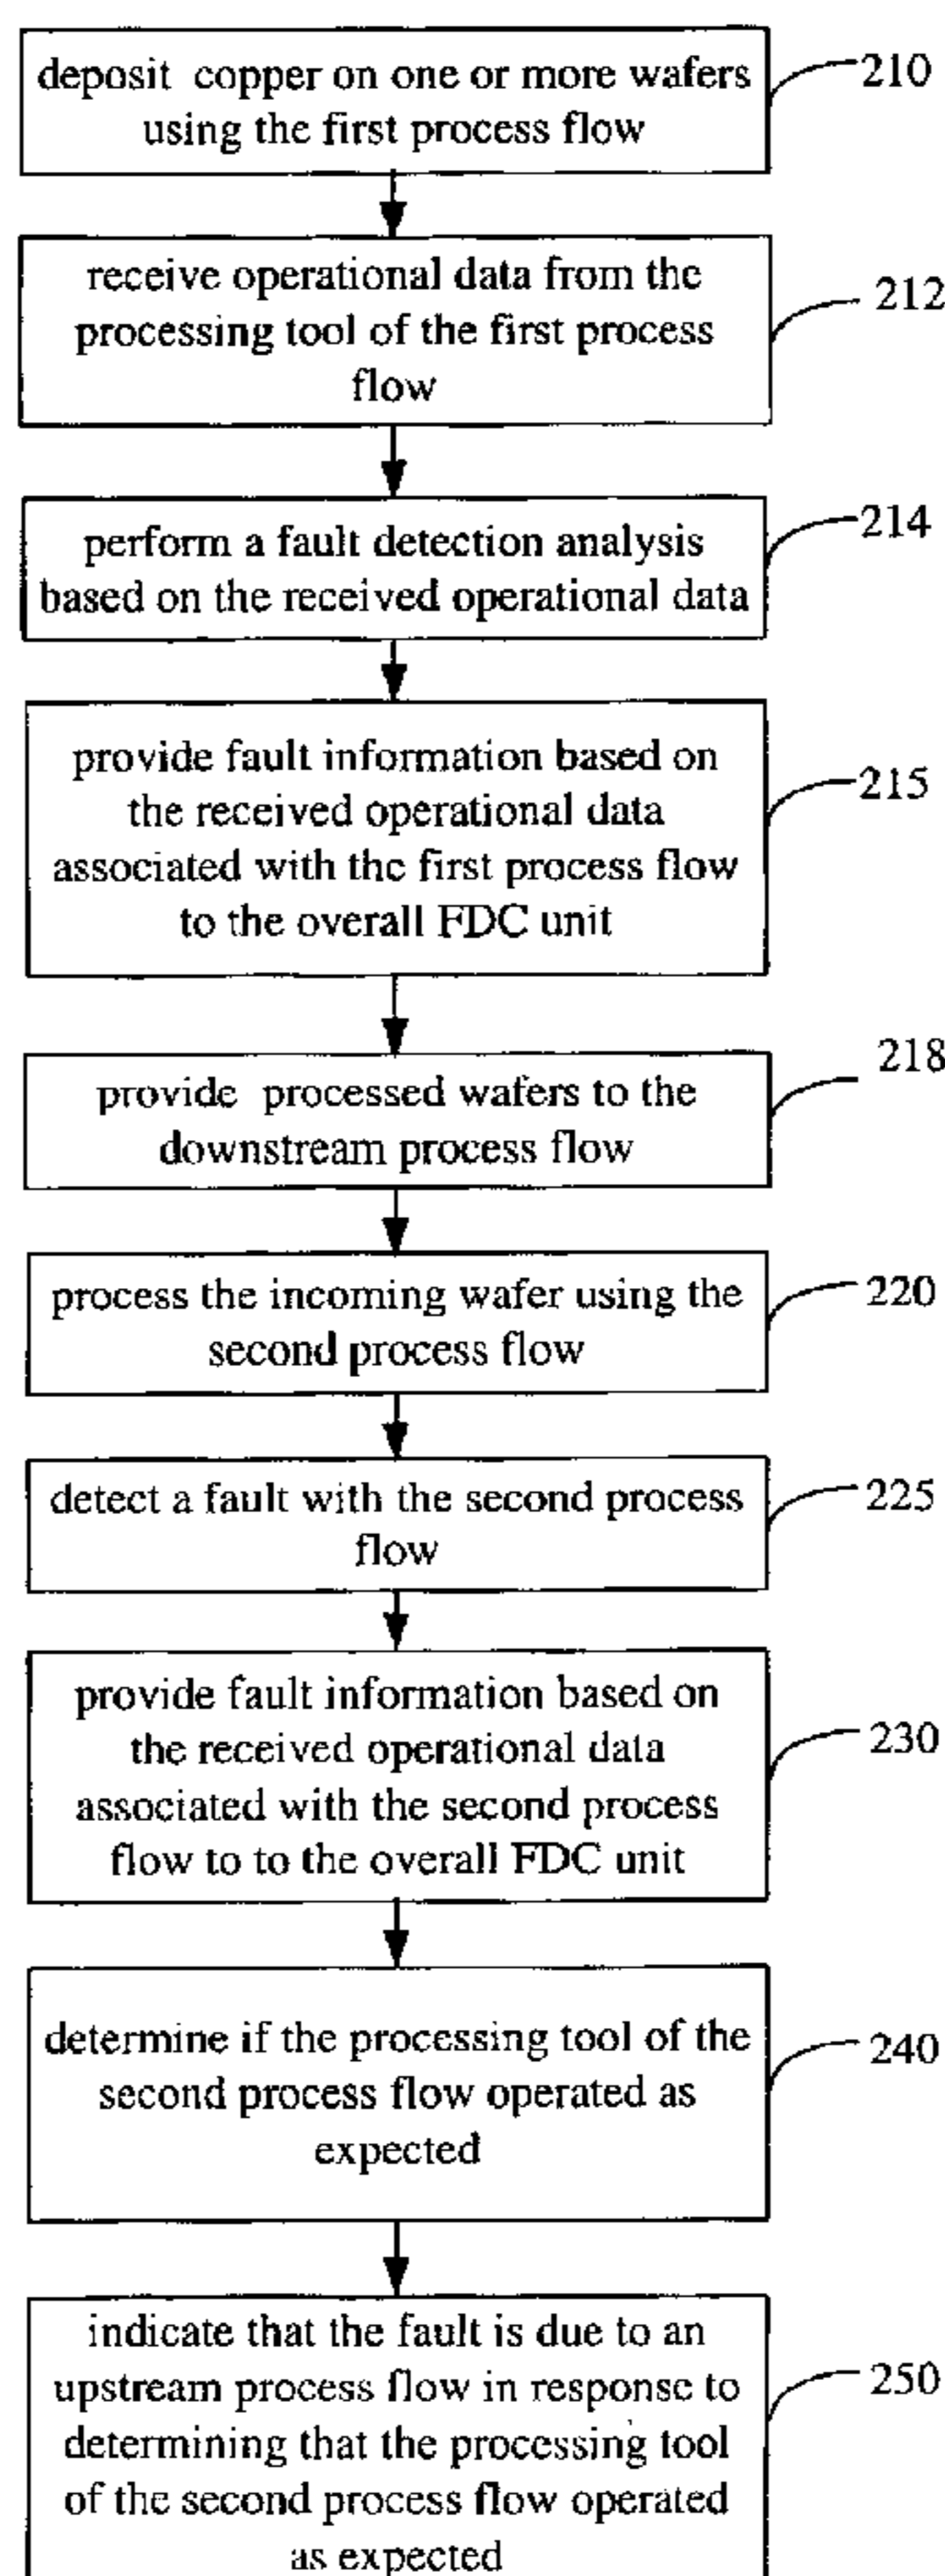 deposit copper on one or more wafers
using the first process flow
210
receive operational data from the
processing tool of the first process
flow
212
perform a fault detection analysis
based on the received operational data
214
provide fault information based on
the received operational data
associated with the first process flow
to the overall FDC unit
215
provide processed wafers to the
downstream process flow
218
process the incoming wafer using the
second process flow
220
detect a fault with the second process
flow
225
provide fault information based on
the received operational data
associated with the second process
flow to to the overall FDC unit
230
determine if the processing tool of the
second process flow operated as
expected
240
indicate that the fault is due to an
upstream process flow in response to
determining that the processing tool
of the second process flow operated
as expected
250